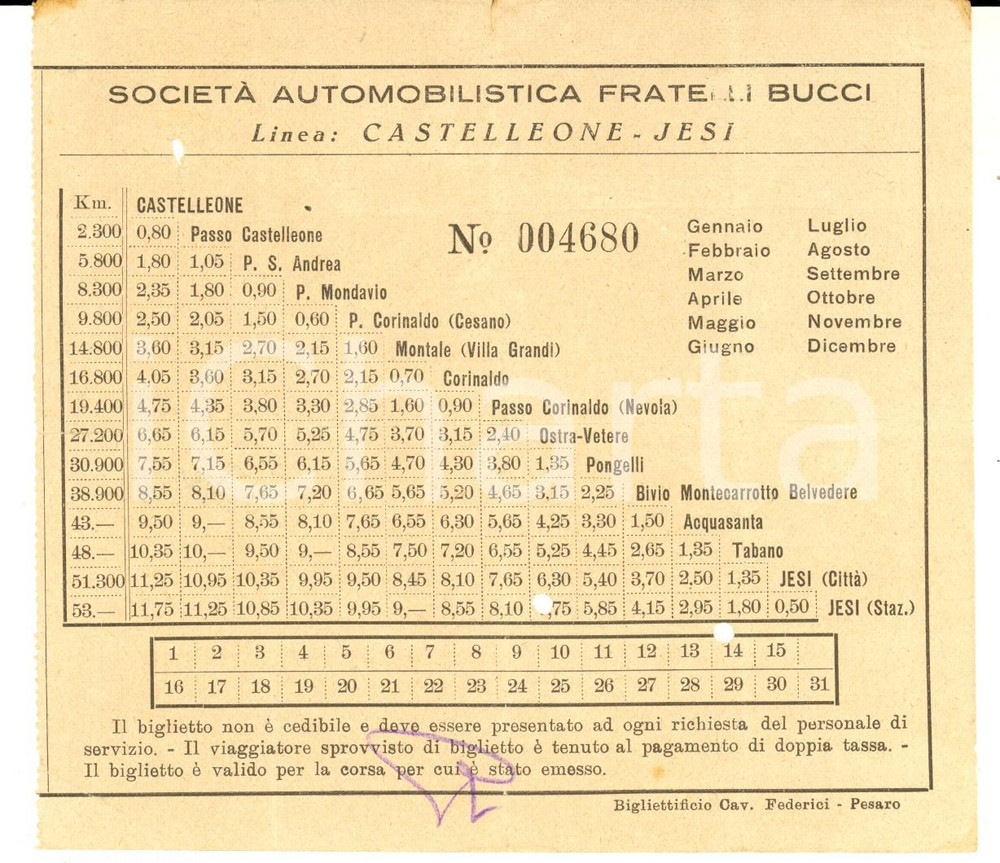 SOCIETÀ AUTOMOBILISTICA FRATELLI BUCCI
Linea: CASTELLEONE - JESI
Km. CASTELLEONE
2.300 0,80 Passo Castelleone
5.800 1,80 1,05 P. S. Andrea
8.300 2,35 1,80 0,90 P. Mondavio
9.800 2,50 2,05 1,50 0,60 P. Corinaldo (Cesano)
14.800 3,60 3,15 2,70 2,15 1,60 Montale (Villa Grandi)
16.800 4.05 3,60 3,15 2,70 2,15 0,70 Corinaldo
19.400 4,75 4,35 3,80 3,30 2,85 1,60 0,90 Passo Corinaldo (Nevola)
27.200 6,65 6,15 5,70 5,25 4,75 3,70 3,15 2,40 Ostra-Vetere
30.900 7,55 7,15 6,55 6,15 5,65 4,70 4,30 3,80 1,35 Pongelli
38.900 8,55 8,10 7,65 7,20 6,65 5,65 5,20 4,65 3,15 2,25 Bivio Montecarrotto Belvedere
43.— 9,50 9,— 8,55 8,10 7,65 6,55 6,30 5,65 4,25 3,30 1,50 Acquasanta
48.— 10,35 10,— 9,50 9,— 8,55 7,50 7,20 6,55 5,25 4,45 2,65 1,35 Tabano
51.300 11,25 10,95 10,35 9,95 9,50 8,45 8,10 7,65 6,30 5,40 3,70 2,50 1,35 JESI (Città)
53.— 11,75 11,25 10,85 10,35 9,95 9,— 8,55 8,10 ,75 5,85 4,15 2,95 1,80 0,50 JESI (Staz.)
Nº 004680
Gennaio Luglio
Febbraio Agosto
Marzo Settembre
Aprile Ottobre
Maggio Novembre
Giugno Dicembre
1 2 3 4 5 6 7 8 9 10 11 12 13 14 15
16 17 18 19 20 21 22 23 24 25 26 27 28 29 30 31
Il biglietto non è cedibile e deve essere presentato ad ogni richiesta del personale di
servizio. - Il viaggiatore sprovvisto di biglietto è tenuto al pagamento di doppia tassa. -
Il biglietto è valido per la corsa per cui è stato emesso.
Bigliettificio Cav. Federici - Pesaro